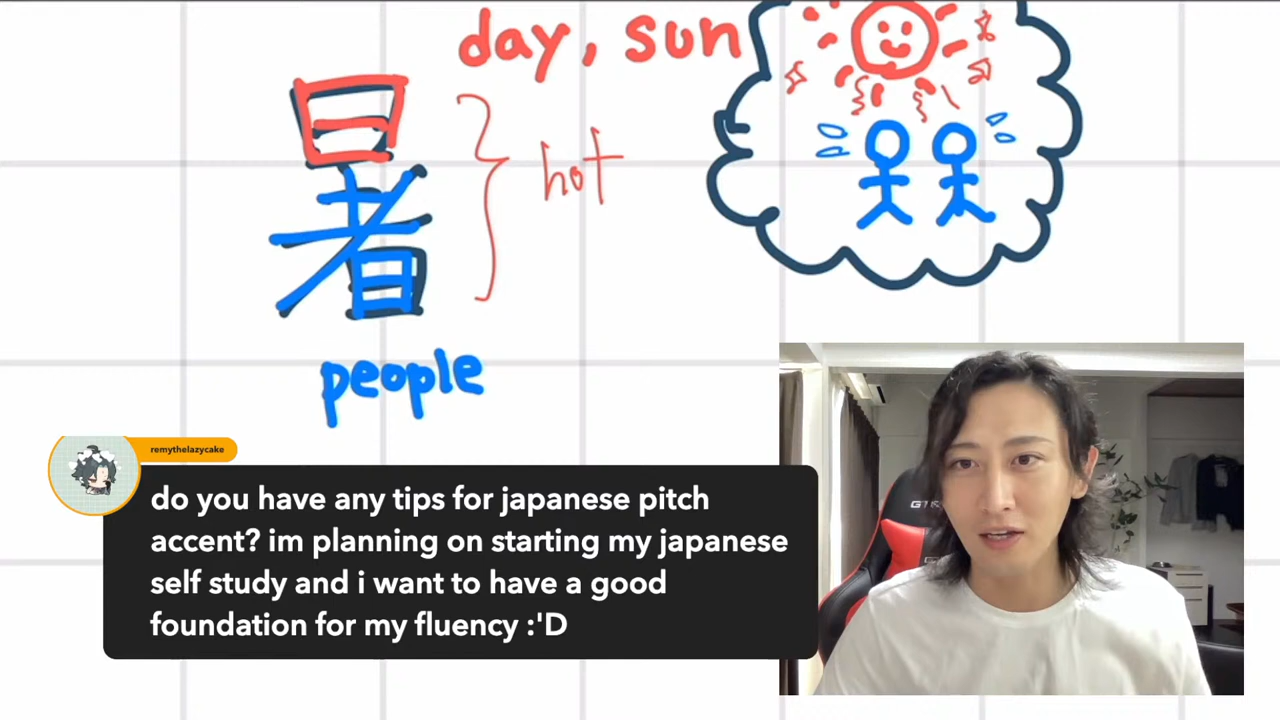 day, sun
暑
hot
people
remythelazycake
do you have any tips for japanese pitch
accent? im planning on starting my japanese
self study and i want to have a good
foundation for my fluency :'D